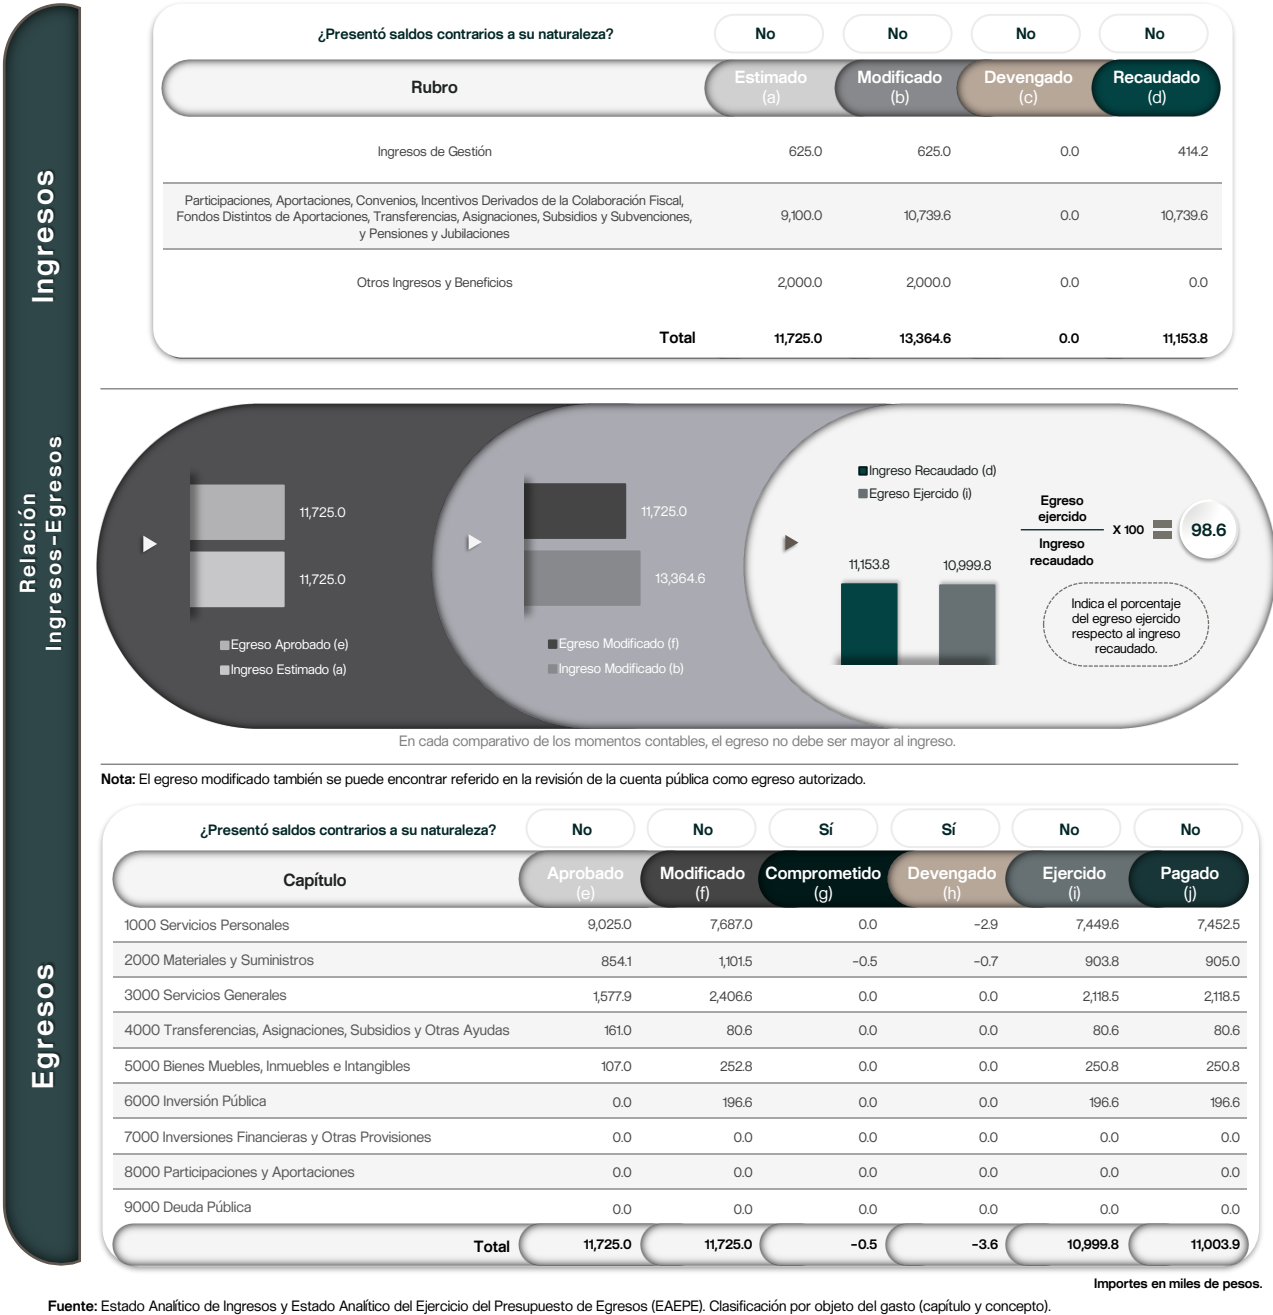 Ingresos
¿Presentó saldos contrarios a su naturaleza? No No No No
Rubro Estimado (a) Modificado (b) Devengado (c) Recaudado (d)
Ingresos de Gestión 625.0 625.0 0.0 414.2
Participaciones, Aportaciones, Convenios, Incentivos Derivados de la Colaboración Fiscal,
Fondos Distintos de Aportaciones, Transferencias, Asignaciones, Subsidios y Subvenciones,
y Pensiones y Jubilaciones
9,100.0 10,739.6 0.0 10,739.6
Otros Ingresos y Beneficios 2,000.0 2,000.0 0.0 0.0
Total 11,725.0 13,364.6 0.0 11,153.8
Relación
Ingresos-Egresos
11,725.0
11,725.0
Egreso Aprobado (e)
Ingreso Estimado (a)
11,725.0
13,364.6
Egreso Modificado (f)
Ingreso Modificado (b)
Ingreso Recaudado (d)
Egreso Ejercido (i)
11,153.8 10,999.8
Egreso
ejercido
Ingreso
recaudado
X 100 = 98.6
Indica el porcentaje
del egreso ejercido
respecto al ingreso
recaudado.
En cada comparativo de los momentos contables, el egreso no debe ser mayor al ingreso.
Nota: El egreso modificado también se puede encontrar referido en la revisión de la cuenta pública como egreso autorizado.
Egresos
¿Presentó saldos contrarios a su naturaleza? No No Sí Sí No No
Capítulo Aprobado (e) Modificado (f) Comprometido (g) Devengado (h) Ejercido (i) Pagado (j)
1000 Servicios Personales 9,025.0 7,687.0 0.0 -2.9 7,449.6 7,452.5
2000 Materiales y Suministros 854.1 1,101.5 -0.5 -0.7 903.8 905.0
3000 Servicios Generales 1,577.9 2,406.6 0.0 0.0 2,118.5 2,118.5
4000 Transferencias, Asignaciones, Subsidios y Otras Ayudas 161.0 80.6 0.0 0.0 80.6 80.6
5000 Bienes Muebles, Inmuebles e Intangibles 107.0 252.8 0.0 0.0 250.8 250.8
6000 Inversión Pública 0.0 196.6 0.0 0.0 196.6 196.6
7000 Inversiones Financieras y Otras Provisiones 0.0 0.0 0.0 0.0 0.0 0.0
8000 Participaciones y Aportaciones 0.0 0.0 0.0 0.0 0.0 0.0
9000 Deuda Pública 0.0 0.0 0.0 0.0 0.0 0.0
Total 11,725.0 11,725.0 -0.5 -3.6 10,999.8 11,003.9
Importes en miles de pesos.
Fuente: Estado Analítico de Ingresos y Estado Analítico del Ejercicio del Presupuesto de Egresos (EAEPE). Clasificación por objeto del gasto (capítulo y concepto).